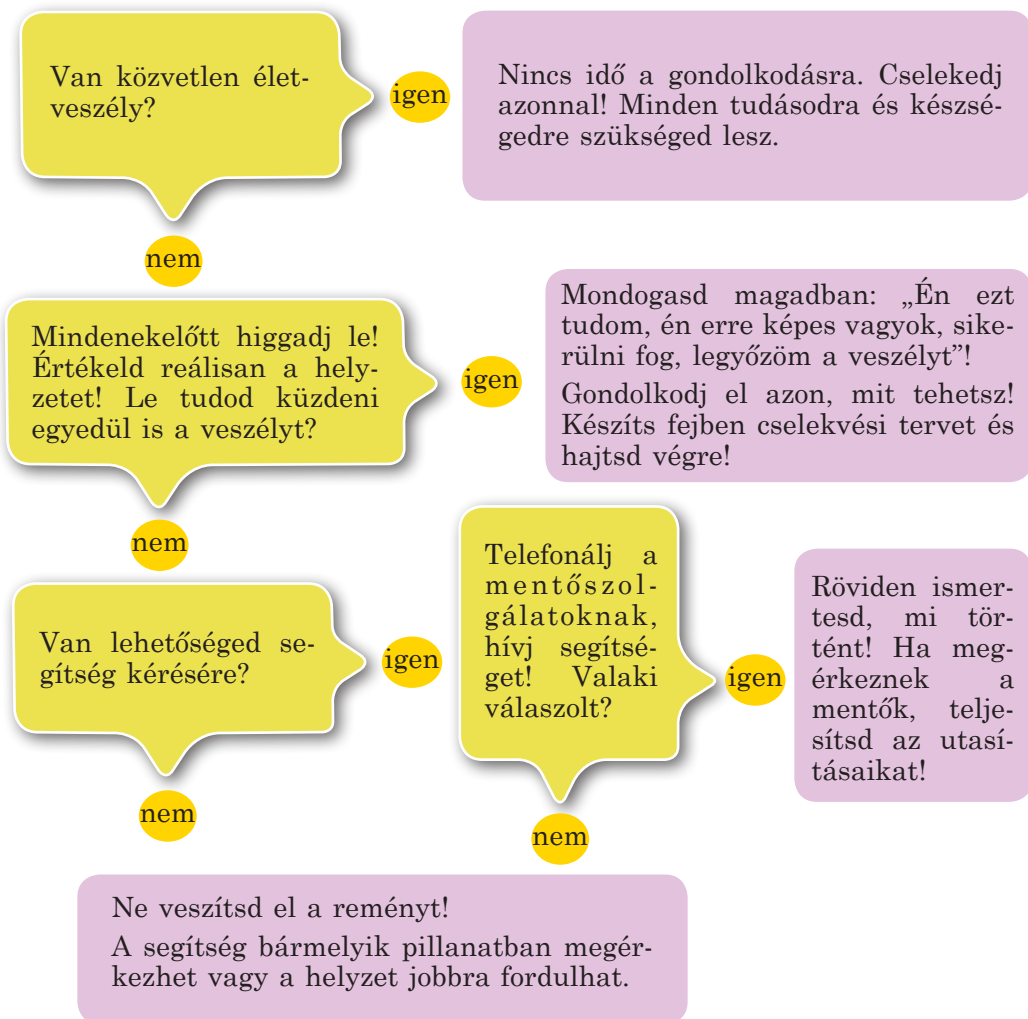 Van közvetlen élet-
veszély?
igen
Nincs idő a gondolkodásra. Cselekedj
azonnal! Minden tudásodra és készsé-
gedre szükséged lesz.
nem
Mindenekelőtt higgadj le!
Értékeld reálisan a hely-
zetet! Le tudod küzdeni
egyedül is a veszélyt?
igen
Mondogasd magadban: „Én ezt
tudom, én erre képes vagyok, sike-
rülni fog, legyőzöm a veszélyt”!
Gondolkodj el azon, mit tehetsz!
Készíts fejben cselekvési tervet és
hajtsd végre!
nem
Van lehetőséged se-
gítség kérésére?
igen
Telefonálj a
mentőszol-
gálatoknak,
hívj segítsé-
get! Valaki
válaszolt?
igen
Röviden ismer-
tesd, mi tör-
tént! Ha meg-
érkeznek a
mentők, telje-
sítsd az utasí-
tásaikat!
nem
nem
Ne veszítsd el a reményt!
A segítség bármelyik pillanatban megér-
kezhet vagy a helyzet jobbra fordulhat.